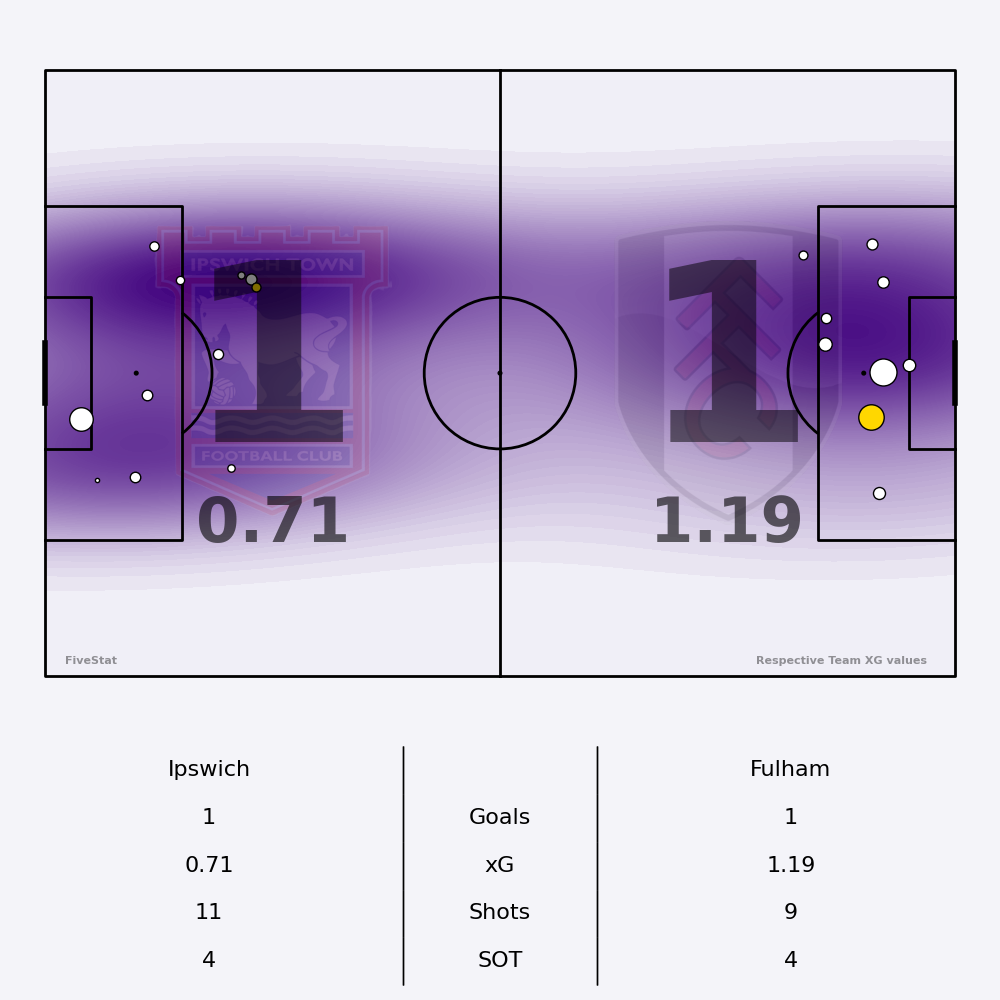 IPSWICH TOWN
1
1
FOOTBALL CLUB
0.71
1.19
FiveStat
Respective Team XG values
Ipswich Fulham
1 Goals 1
0.71 xG 1.19
11 Shots 9
4 SOT 4